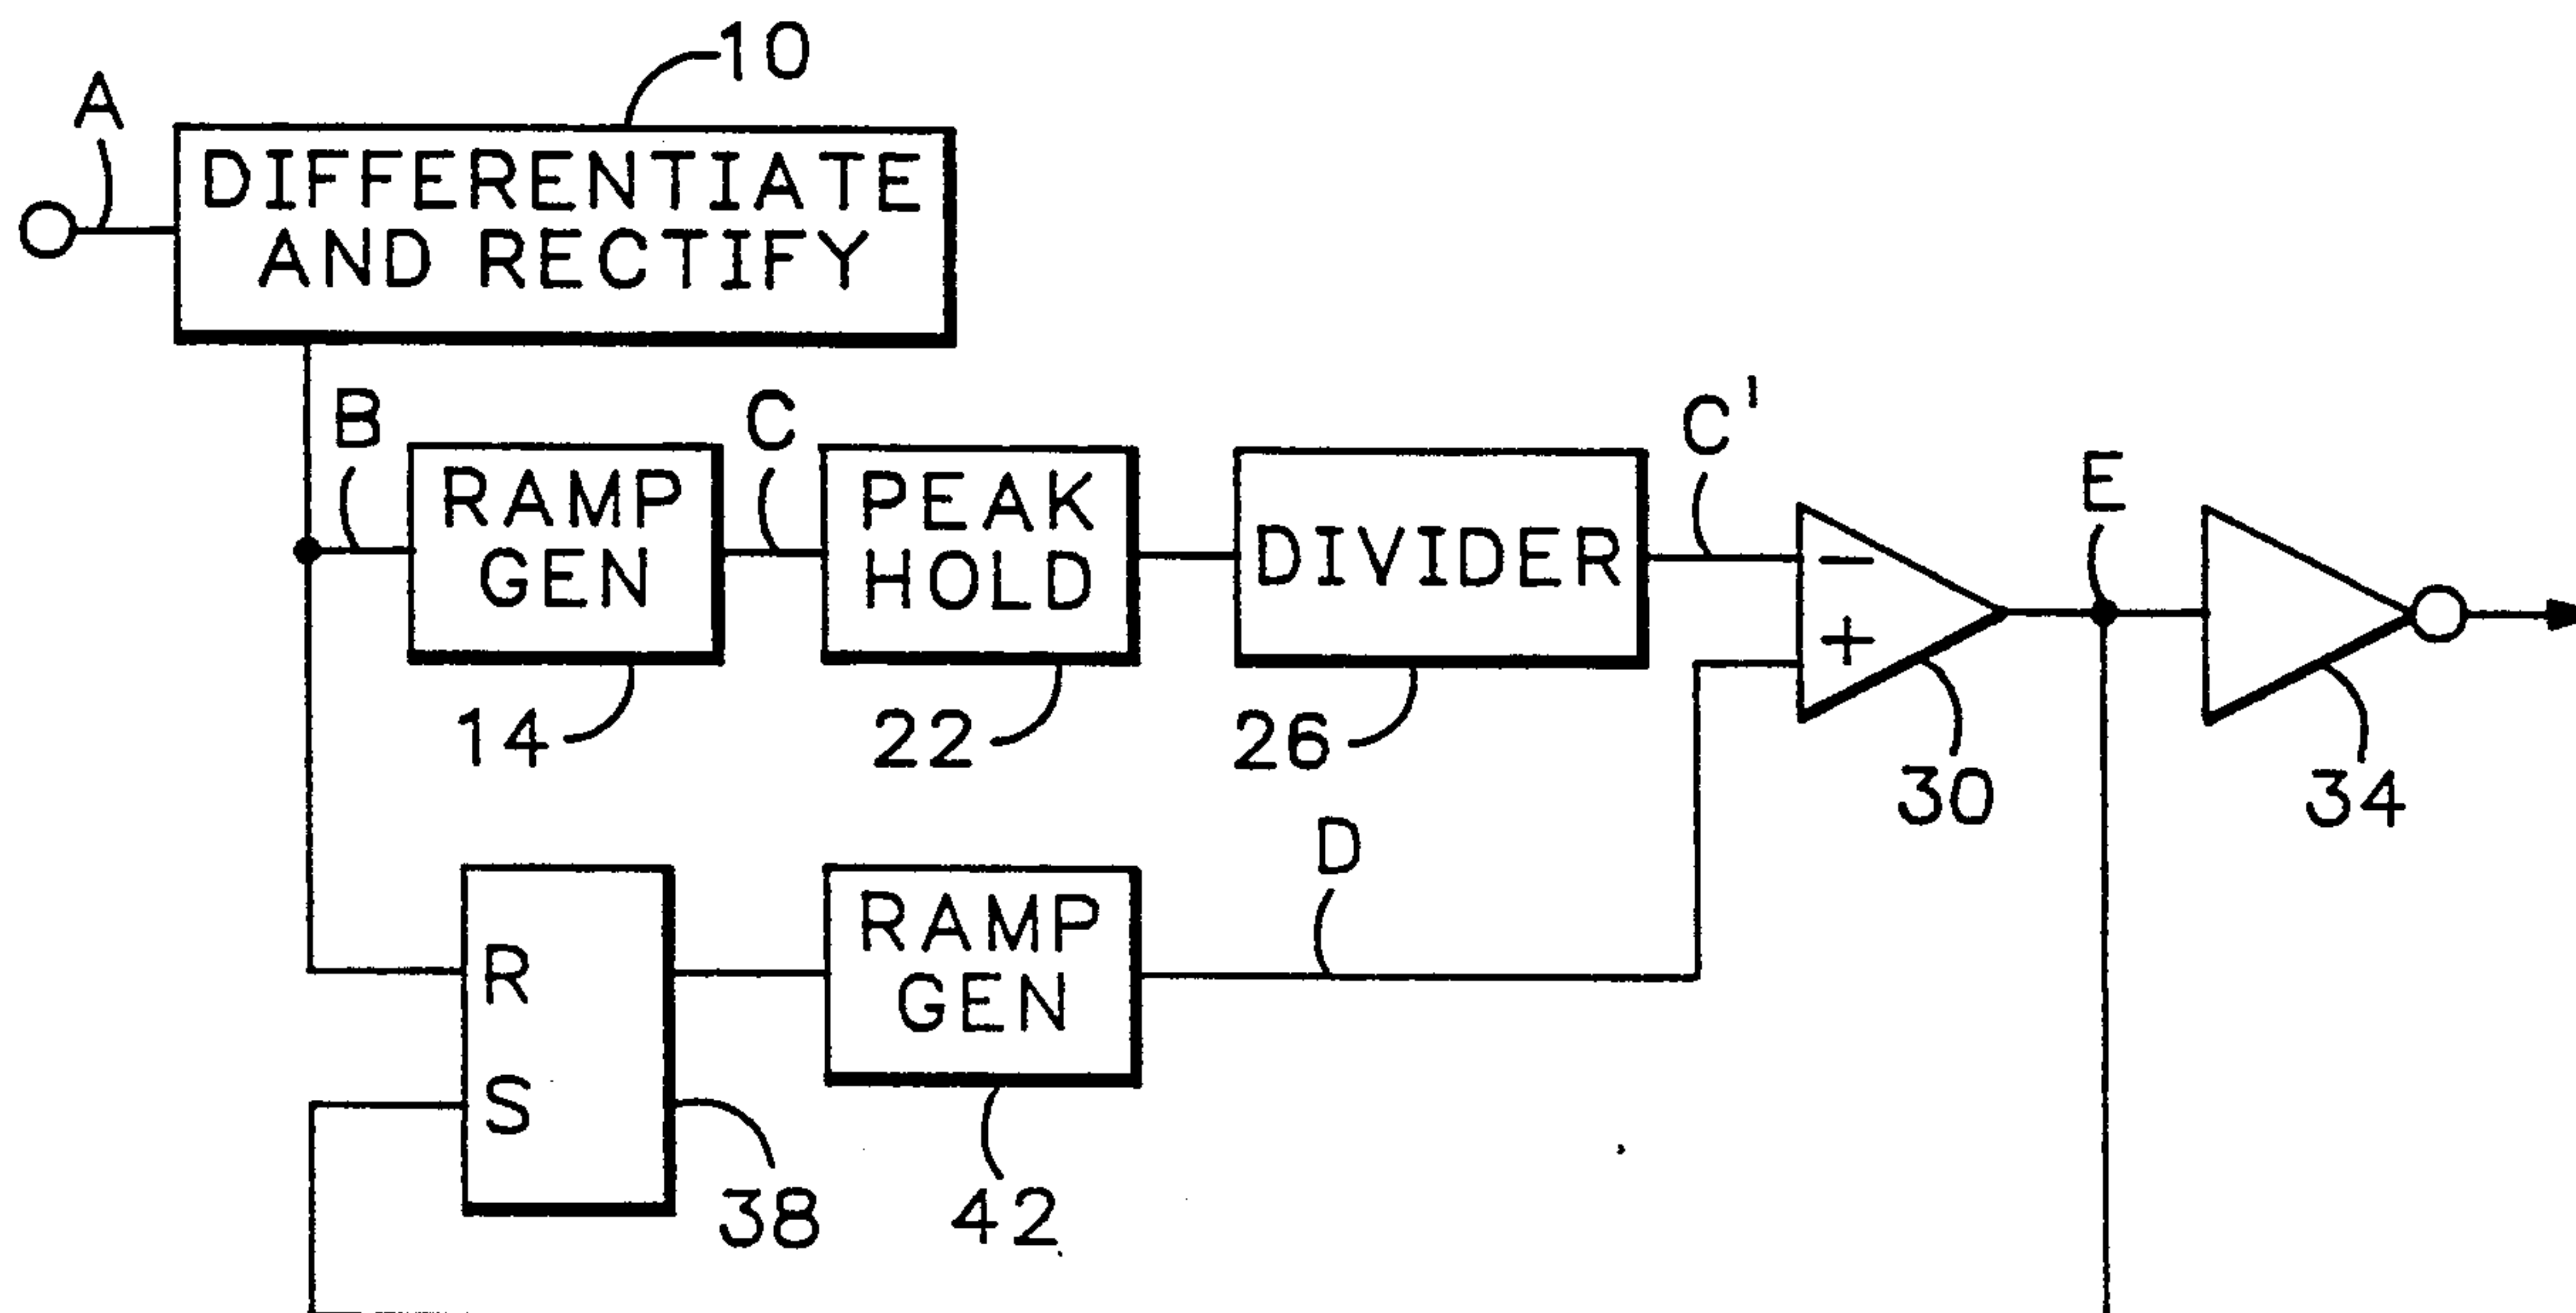 10
A
DIFFERENTIATE
AND RECTIFY
B
RAMP
GEN
C
PEAK
HOLD
DIVIDER
C'
−
+
E
14
22
26
30
34
R
S
RAMP
GEN
D
38
42